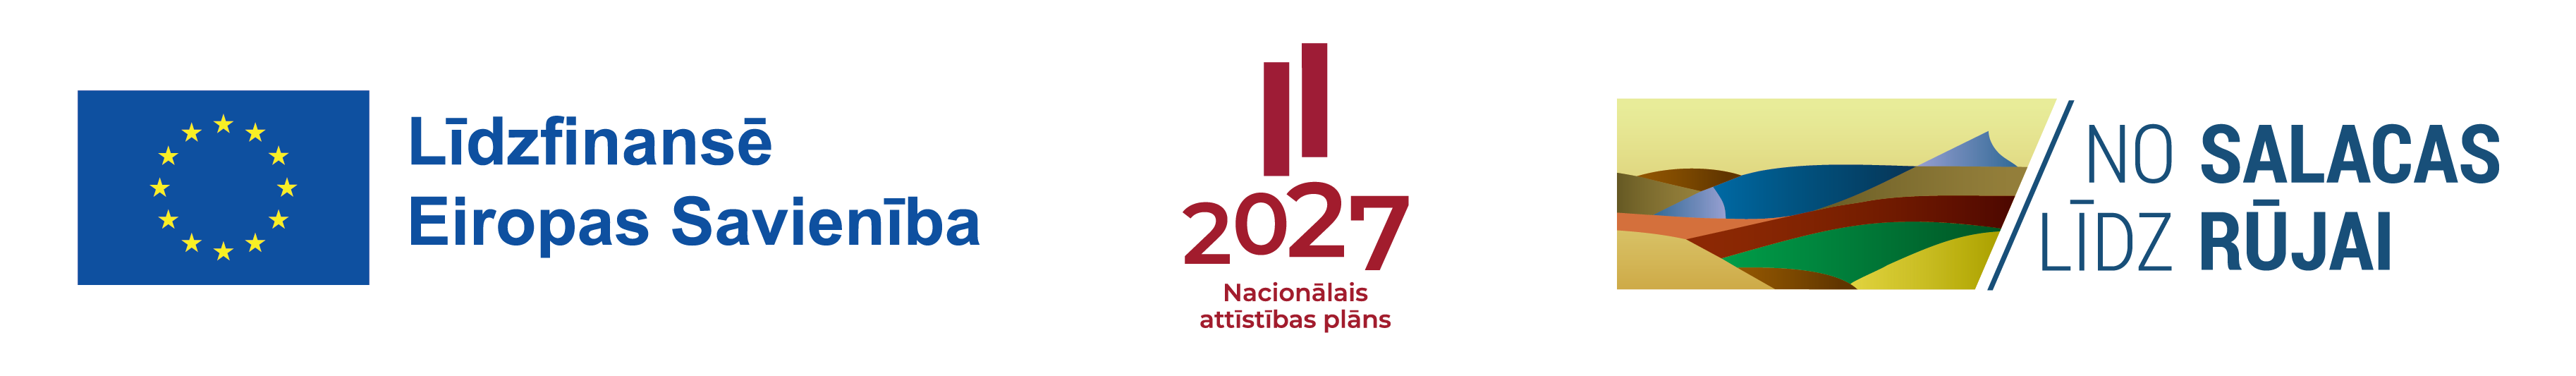 Līdzfinansē
Eiropas Savienība
2027
Nacionālais
attīstības plāns
NO SALACAS
LĪDZ RŪJAI